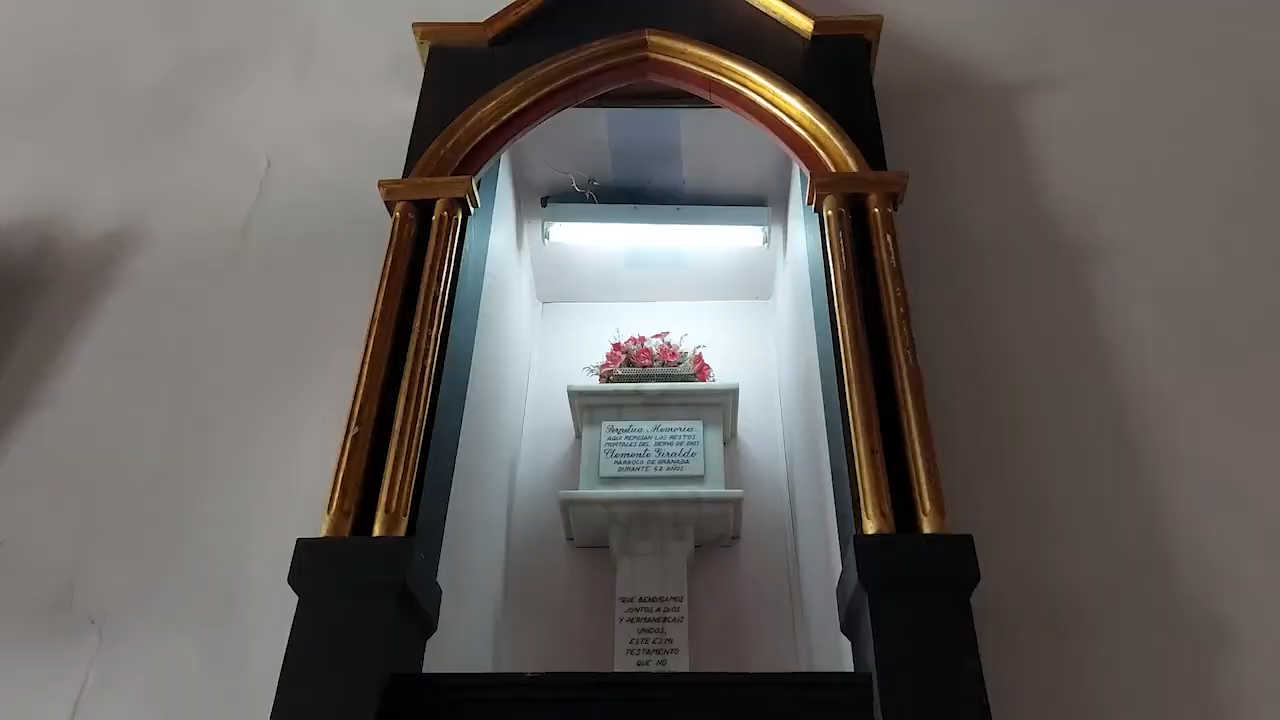 Perpetua Memoria
AQUI REPOSAN LOS RESTOS
MORTALES DEL SIERVO DE DIOS
Clemente Giraldo
PARROCO DE GRANADA
DURANTE 52 AÑOS.
"QUE BENDIGAMOS
JUNTOS A DIOS
Y PERMANEZCAIS
UNIDOS,
ESTE ES MI
TESTAMENTO
QUE NO